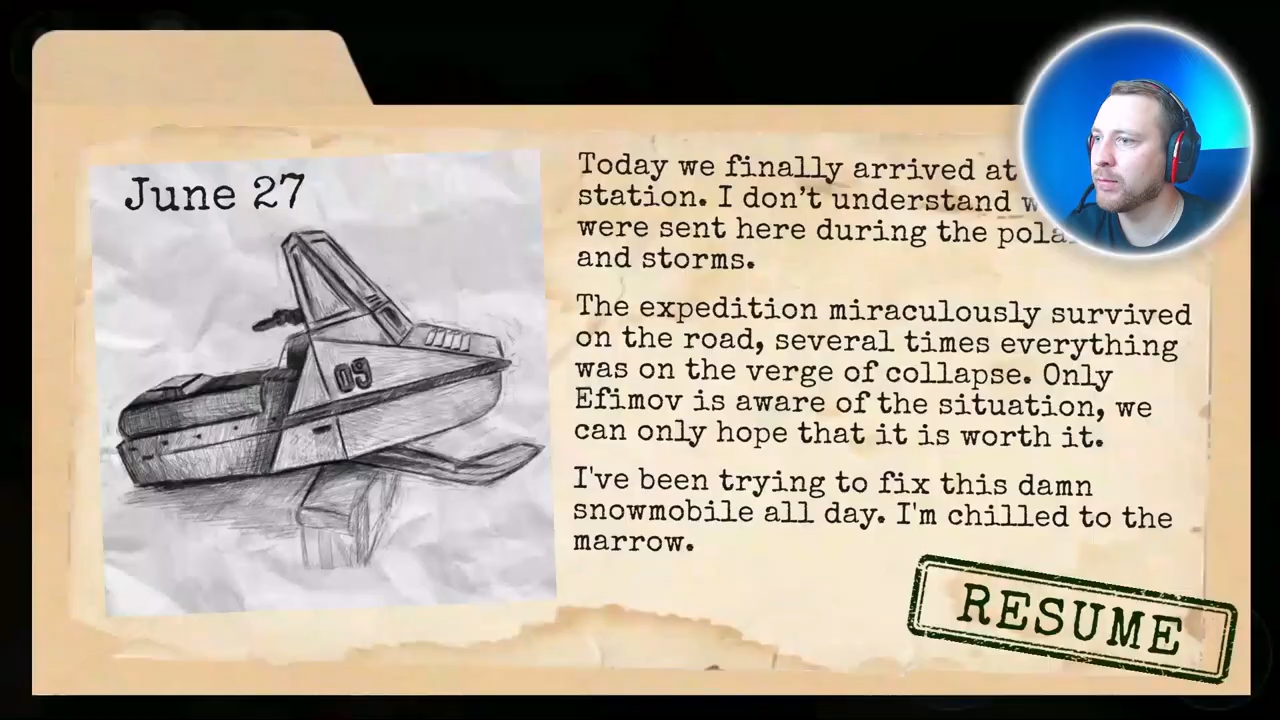 June 27
09
Today we finally arrived at
station. I don't understand
were sent here during the
and storms.
The expedition miraculously survived
on the road, several times everything
was on the verge of collapse. Only
Efimov is aware of the situation, we
can only hope that it is worth it.
I've been trying to fix this damn
snowmobile all day. I'm chilled to the
marrow.
RESUME